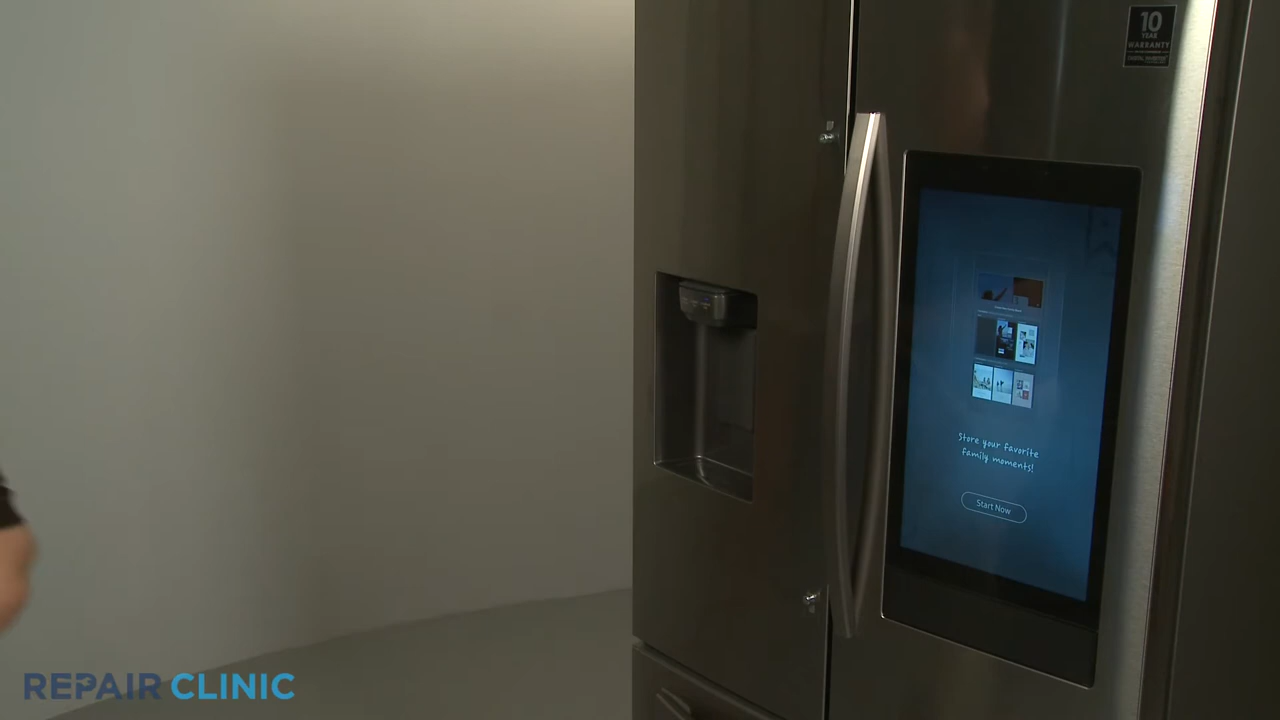 10
YEAR
WARRANTY
Store your favorite
family moments!
Start Now
REPAIR CLINIC